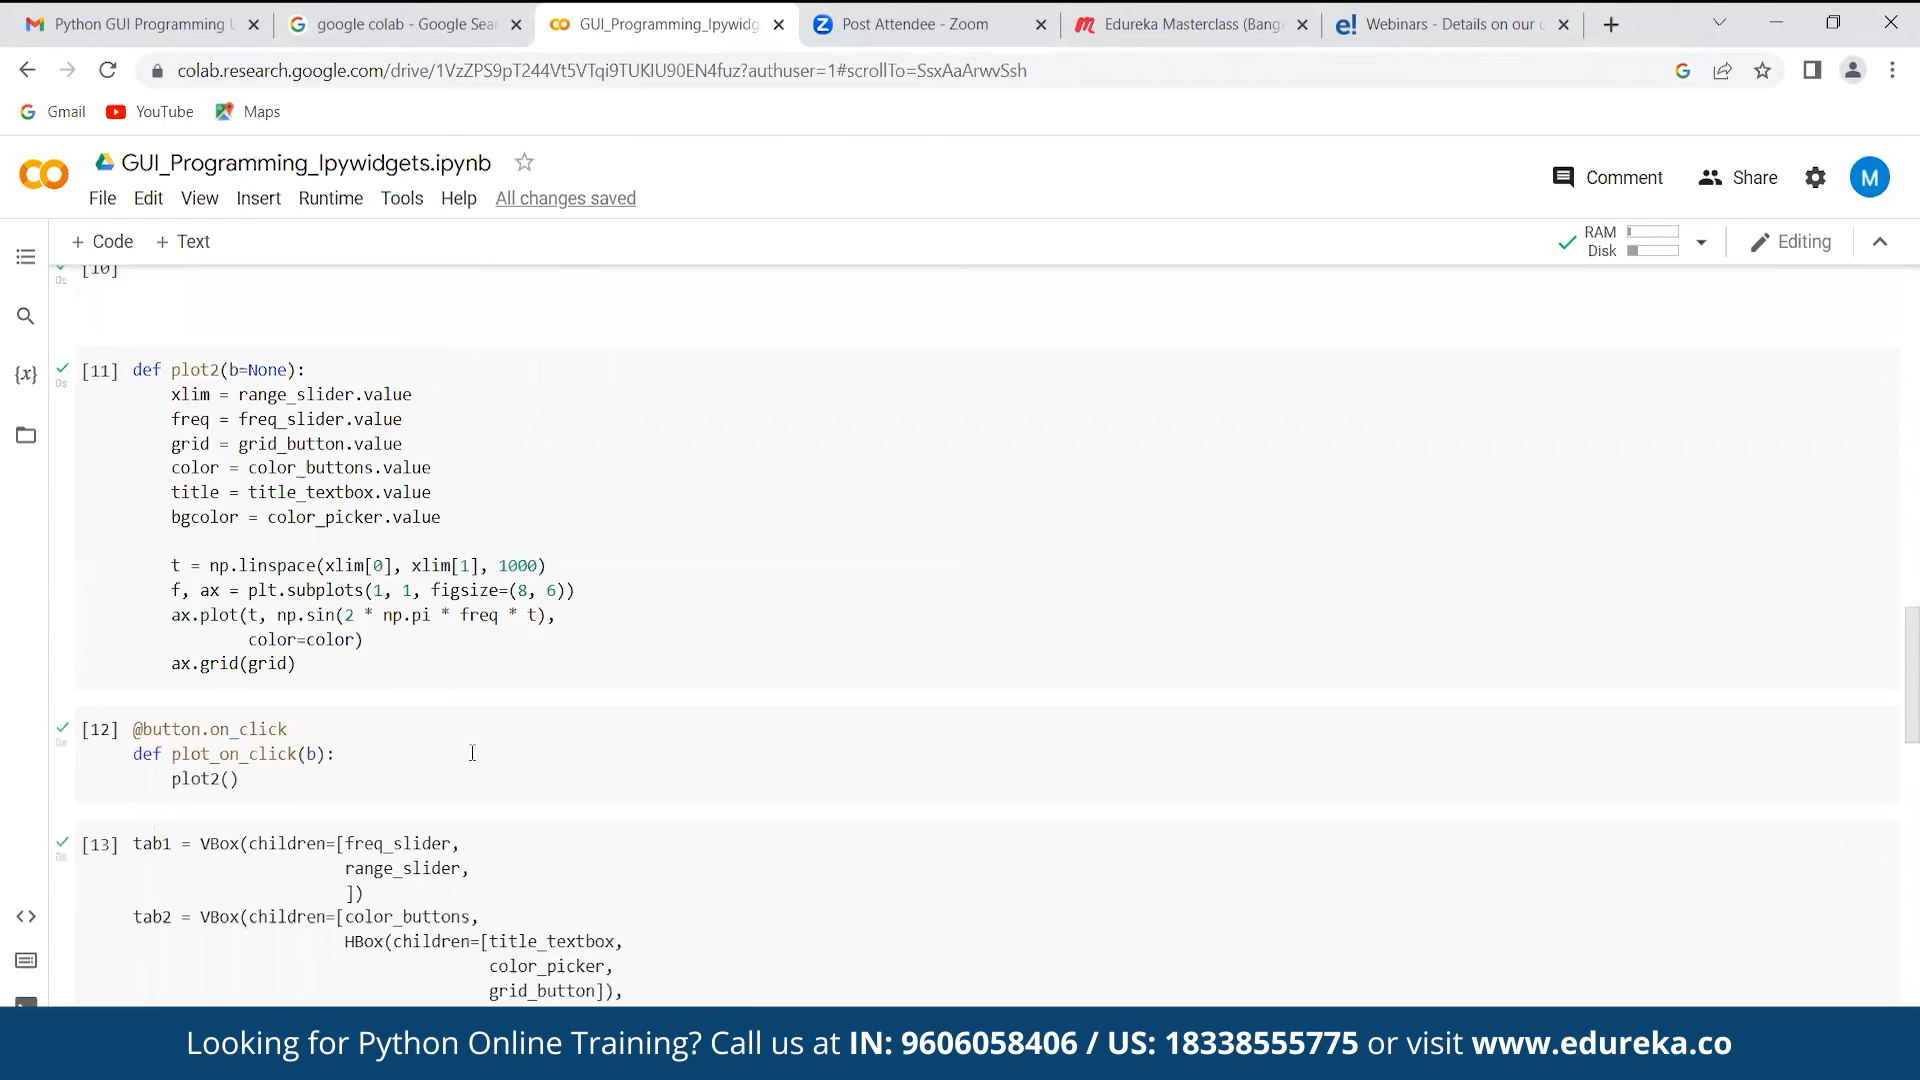 Python GUI Programming
google colab - Google Sear
GUI_Programming_Ipywidg
Post Attendee - Zoom
Edureka Masterclass (Bang
Webinars - Details on our u
colab.research.google.com/drive/1VzZPS9pT244Vt5VTqi9TUKIU90EN4fuz?authuser=1#scrollTo=SsxAaArwvSsh
Gmail YouTube Maps
GUI_Programming_Ipywidgets.ipynb
File Edit View Insert Runtime Tools Help All changes saved
Comment Share M
+ Code + Text
RAM
Disk
Editing
[10]
0s
[11] def plot2(b=None):
0s
xlim = range_slider.value
freq = freq_slider.value
grid = grid_button.value
color = color_buttons.value
title = title_textbox.value
bgcolor = color_picker.value
t = np.linspace(xlim[0], xlim[1], 1000)
f, ax = plt.subplots(1, 1, figsize=(8, 6))
ax.plot(t, np.sin(2 * np.pi * freq * t),
color=color)
ax.grid(grid)
[12] @button.on_click
def plot_on_click(b):
plot2()
[13] tab1 = VBox(children=[freq_slider,
range_slider,
])
tab2 = VBox(children=[color_buttons,
HBox(children=[title_textbox,
color_picker,
grid_button]),
Looking for Python Online Training? Call us at IN: 9606058406 / US: 18338555775 or visit www.edureka.co